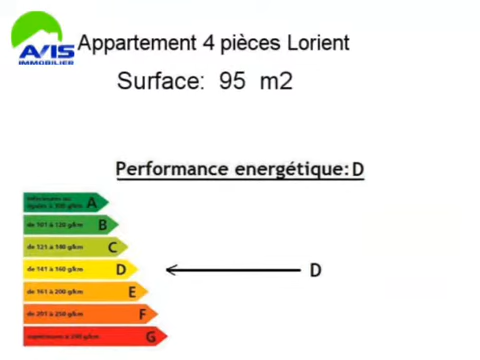 AVIS
IMMOBILIER
Appartement 4 pièces Lorient
Surface: 95 m2
Performance energétique: D
A
de 101 à 120 g/km B
de 121 à 140 g/km C
de 141 à 160 g/km D
D
de 161 à 200 g/km E
de 201 à 250 g/km F
G